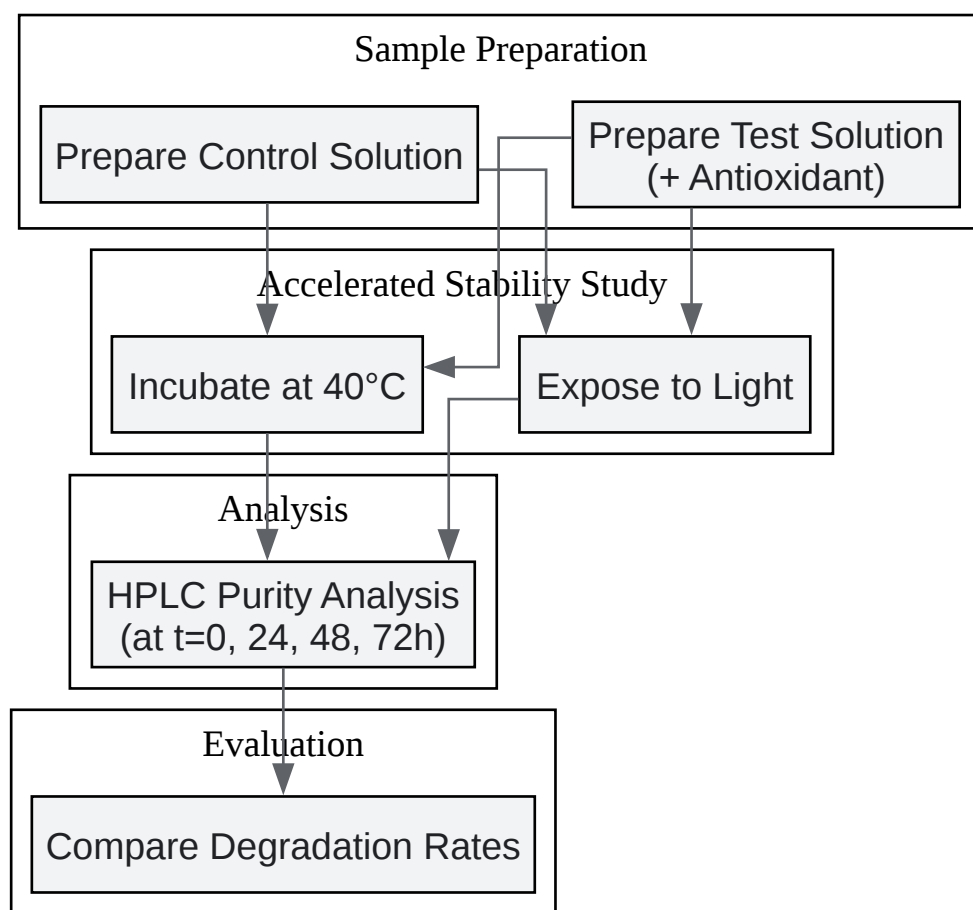 Sample Preparation
Prepare Control Solution
Prepare Test Solution
(+ Antioxidant)
Accelerated Stability Study
Incubate at 40°C
Expose to Light
Analysis
HPLC Purity Analysis
(at t=0, 24, 48, 72h)
Evaluation
Compare Degradation Rates